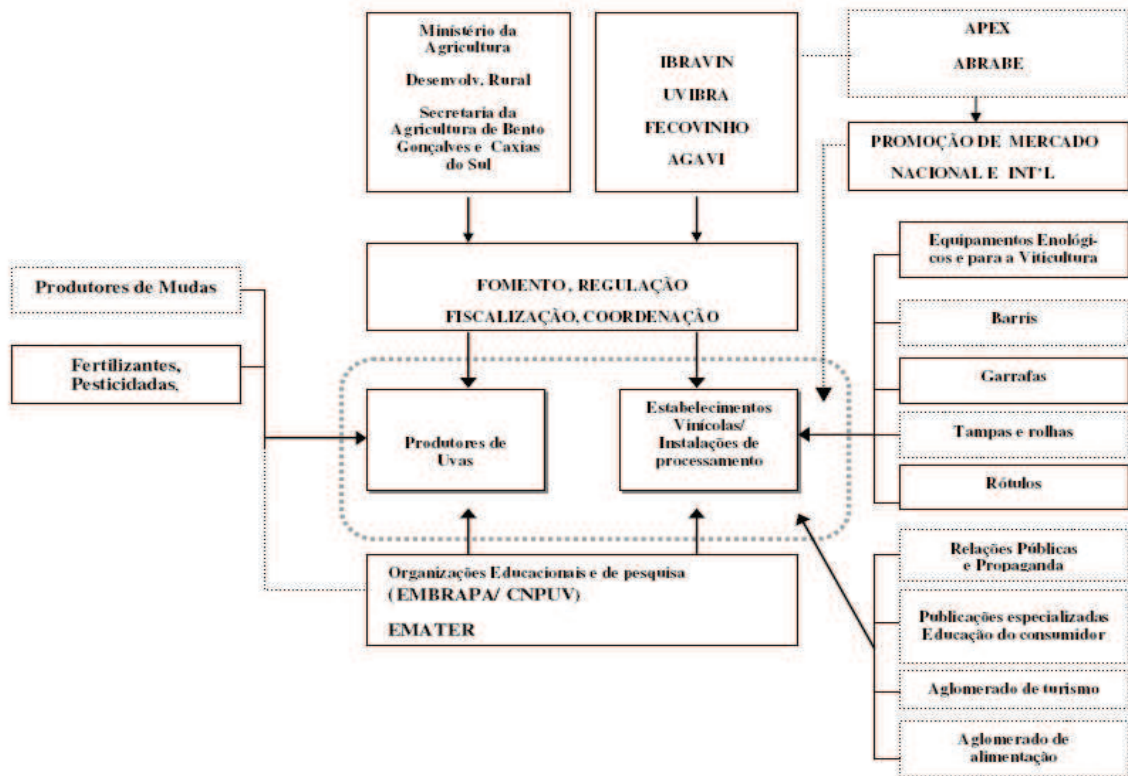 Ministério da
Agricultura
Desenvolv. Rural
Secretaria da
Agricultura de Bento
Gonçalves e Caxias
do Sul
IBRAVIN
UVIBRA
FECOVINHO
AGAVI
APEX
ABRABE
PROMOÇÃO DE MERCADO
NACIONAL E INT'L
Produtores de Mudas
Fertilizantes,
Pesticidadas.
FOMENTO, REGULAÇÃO
FISCALIZAÇÃO, COORDENAÇÃO
Produtores de
Uvas
Estabelecimentos
Vinícolas/
Instalações de
processamento
Equipamentos Enológi-
cos e para a Viticultura
Barris
Garrafas
Tampas e rolhas
Rótulos
Organizações Educacionais e de pesquisa
(EMBRAPA/ CNPUV)
EMATER
Relações Públicas
e Propaganda
Publicações especializadas
Educação do consumidor
Aglomerado de turismo
Aglomerado de
alimentação